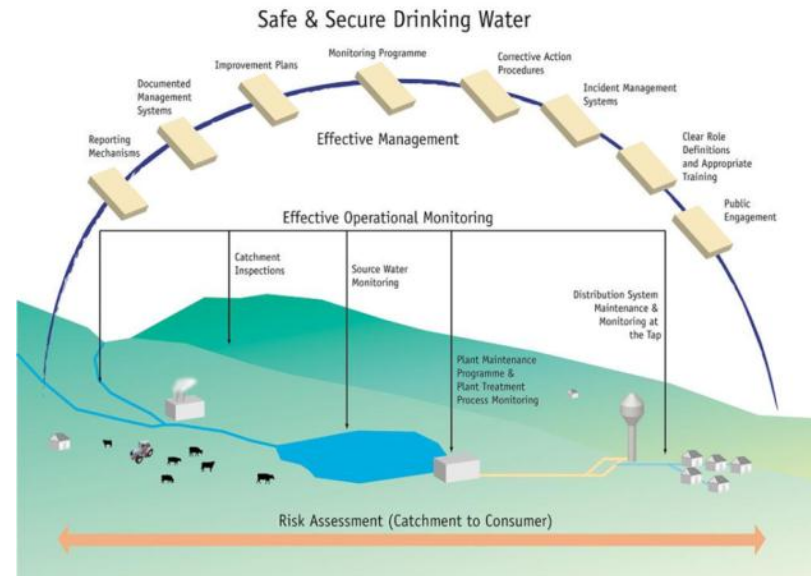 Safe & Secure Drinking Water
Monitoring Programme
Improvement Plans
Corrective Action
Procedures
Documented
Management
Systems
Incident Management
Systems
Reporting
Mechanisms
Effective Management
Clear Role
Definitions
and Appropriate
Training
Public
Engagement
Effective Operational Monitoring
Catchment
Inspections
Source Water
Monitoring
Distribution System
Maintenance &
Monitoring at
the Tap
Plant Maintenance
Programme &
Plant Treatment
Process Monitoring
Risk Assessment (Catchment to Consumer)